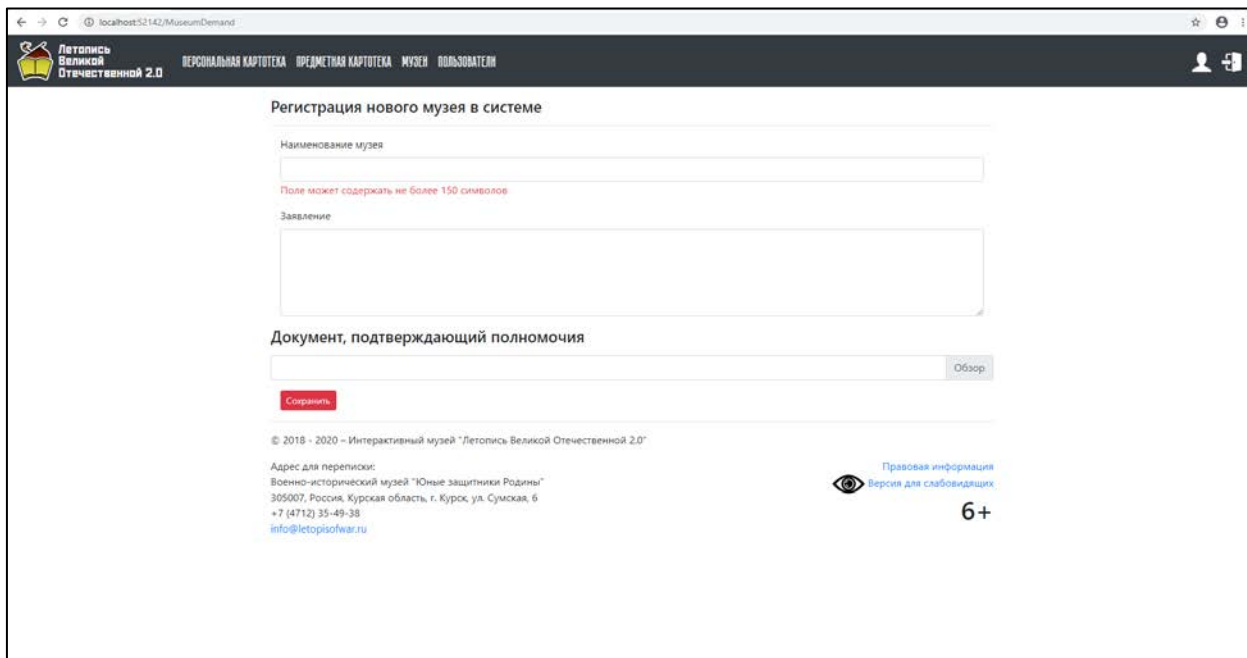 localhost:52142/MuseumDemand
Летопись
Великой
Отечественной 2.0
ПЕРСОНАЛЬНАЯ КАРТОТЕКА ПРЕДМЕТНАЯ КАРТОТЕКА МУЗЕИ ПОЛЬЗОВАТЕЛИ
Регистрация нового музея в системе
Наименование музея
Поле может содержать не более 150 символов
Заявление
Документ, подтверждающий полномочия
Обзор
Сохранить
© 2018 - 2020 – Интерактивный музей "Летопись Великой Отечественной 2.0"
Адрес для переписки:
Военно-исторический музей "Юные защитники Родины"
305007, Россия, Курская область, г. Курск, ул. Сумская, 6
+7 (4712) 35-49-38
info@letopisofwar.ru
Правовая информация
Версия для слабовидящих
6+